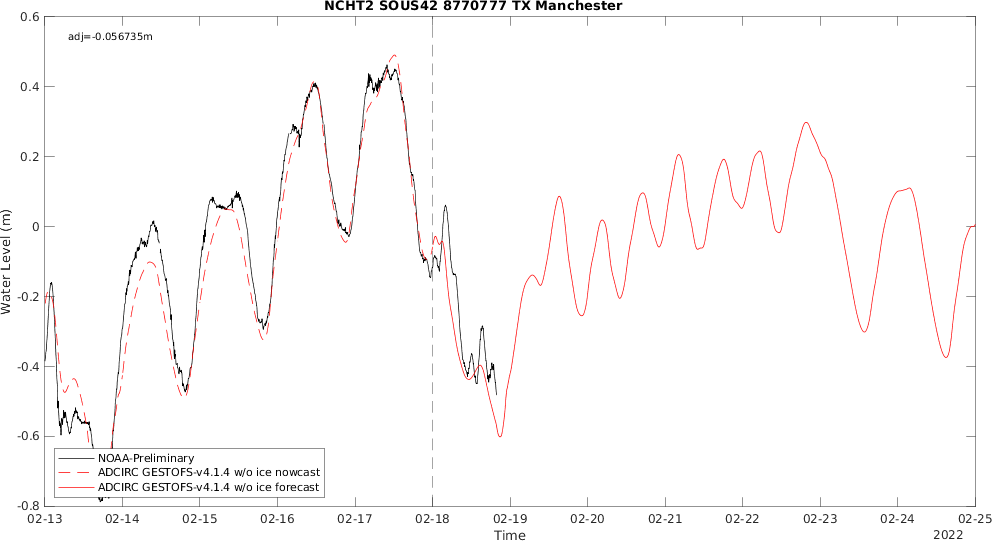 NCHT2 SOUS42 8770777 TX Manchester
0.6
adj=-0.056735m
0.4
0.2
0
-0.2
-0.4
-0.6
-0.8
Water Level (m)
NOAA-Preliminary
ADCIRC GESTOFS-v4.1.4 w/o ice nowcast
ADCIRC GESTOFS-v4.1.4 w/o ice forecast
02-13 02-14 02-15 02-16 02-17 02-18 02-19 02-20 02-21 02-22 02-23 02-24 02-25
Time
2022